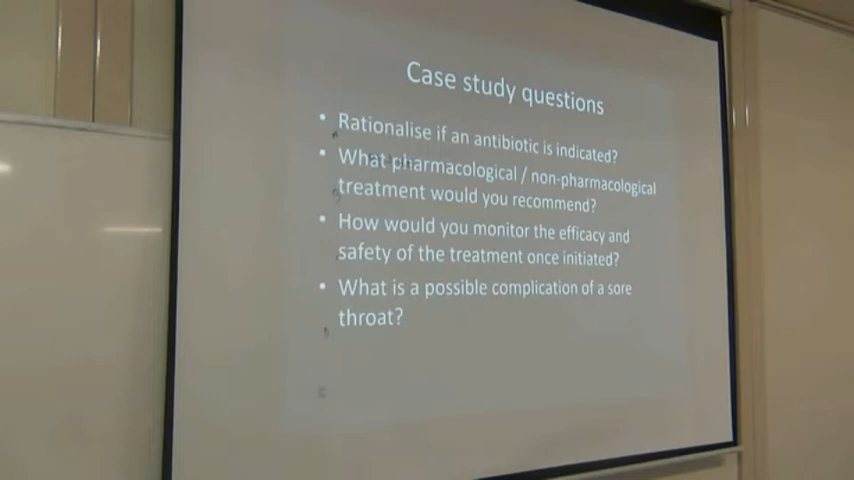 Case study questions
• Rationalise if an antibiotic is indicated?
• What pharmacological / non-pharmacological
treatment would you recommend?
• How would you monitor the efficacy and
safety of the treatment once initiated?
• What is a possible complication of a sore
throat?